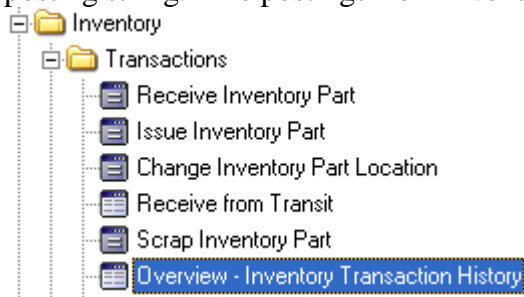 Inventory
Transactions
Receive Inventory Part
Issue Inventory Part
Change Inventory Part Location
Receive from Transit
Scrap Inventory Part
Overview - Inventory Transaction History